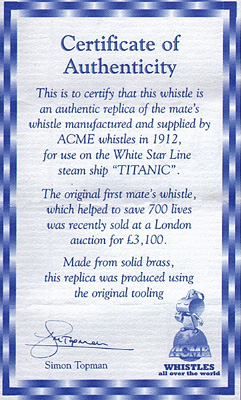 Certificate of
Authenticity
This is to certify that this whistle is
an authentic replica of the mate's
whistle manufactured and supplied by
ACME whistles in 1912,
for use on the White Star Line
steam ship "TITANIC".
The original first mate's whistle,
which helped to save 700 lives
was recently sold at a London
auction for £3,100.
Made from solid brass,
this replica was produced using
the original tooling
Simon Topman
ACME
WHISTLES
all over the world